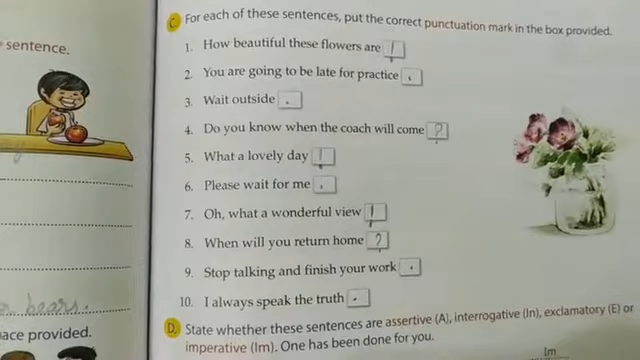 sentence.
C. For each of these sentences, put the correct punctuation mark in the box provided.
1. How beautiful these flowers are !
2. You are going to be late for practice .
3. Wait outside .
4. Do you know when the coach will come ?
5. What a lovely day !
6. Please wait for me .
7. Oh, what a wonderful view !
8. When will you return home ?
9. Stop talking and finish your work .
10. I always speak the truth .
bears.
ace provided.
D. State whether these sentences are assertive (A), interrogative (In), exclamatory (E) or
imperative (Im). One has been done for you.
Im